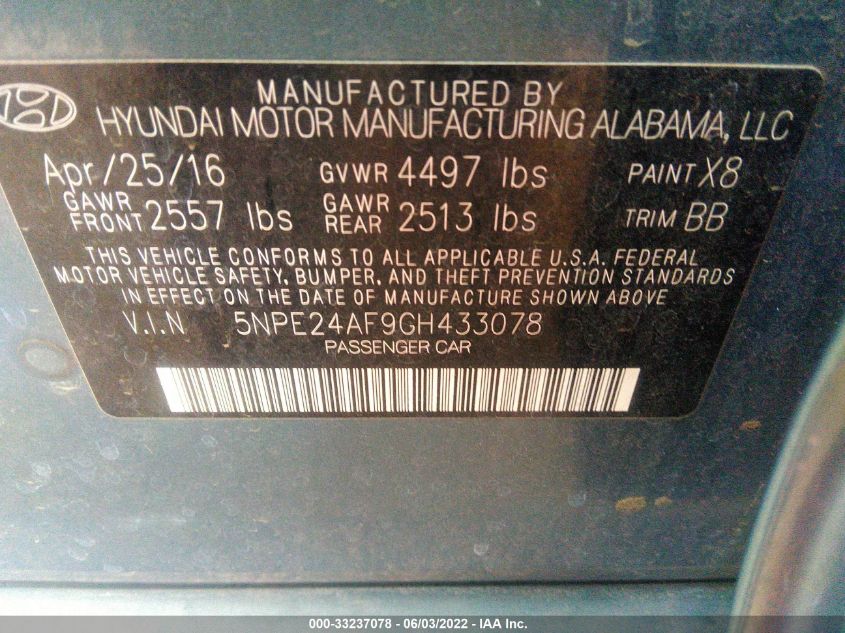 MANUFACTURED BY
HYUNDAI MOTOR MANUFACTURING ALABAMA, LLC
Apr/25/16 GVWR 4497 lbs PAINT X8
GAWR FRONT 2557 lbs GAWR REAR 2513 lbs TRIM BB
THIS VEHICLE CONFORMS TO ALL APPLICABLE U.S.A. FEDERAL
MOTOR VEHICLE SAFETY, BUMPER, AND THEFT PREVENTION STANDARDS
IN EFFECT ON THE DATE OF MANUFACTURE SHOWN ABOVE
V.I.N 5NPE24AF9GH433078
PASSENGER CAR
000-33237078 - 06/03/2022 - IAA Inc.